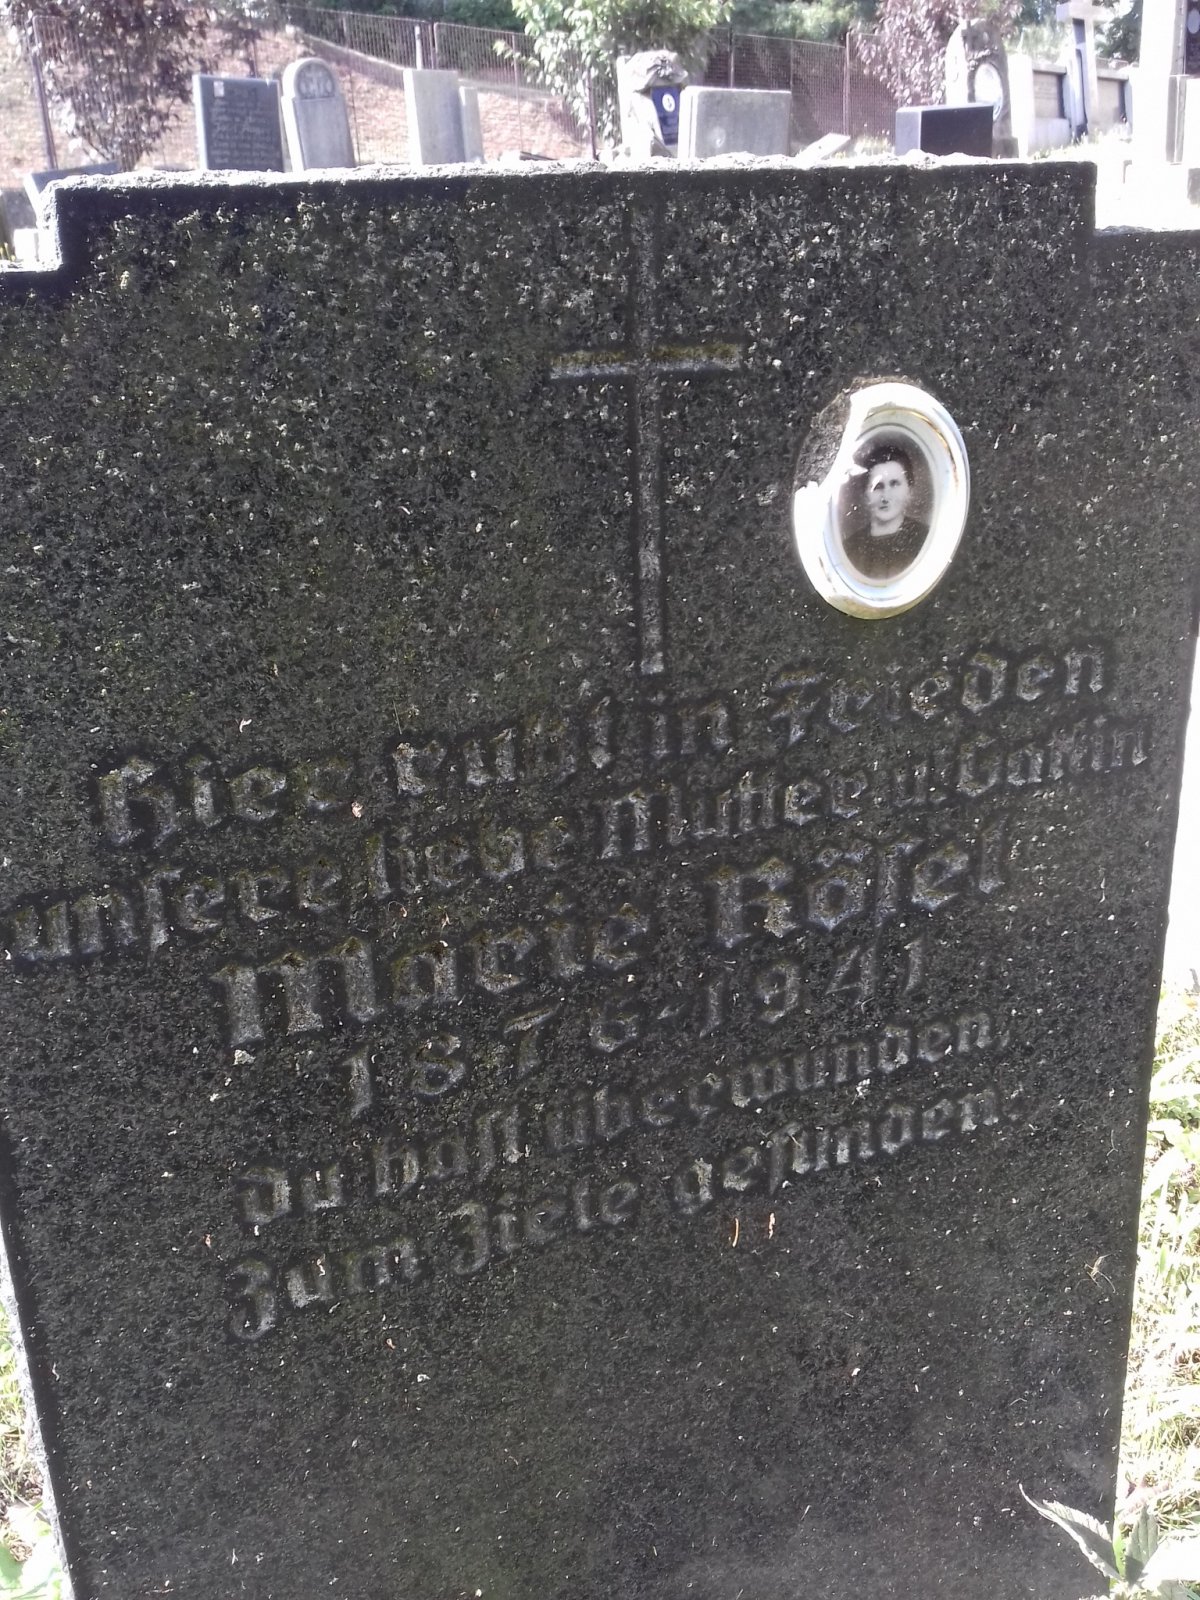 Hier ruht in Frieden
unsere liebe Mutter u. Gattin
Marie Rösel
1876-1941
du hast überwunden,
Zum Ziele gefunden.